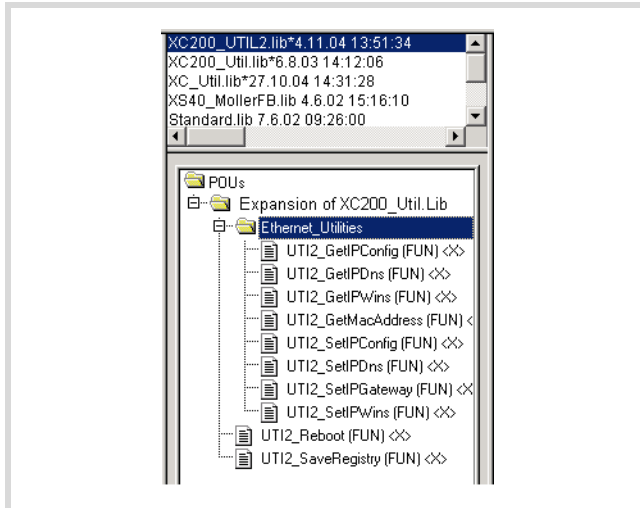 XC200_UTIL2.lib*4.11.04 13:51:34
XC200_Util.lib*6.8.03 14:12:06
XC_Util.lib*27.10.04 14:31:28
XS40_MollerFB.lib 4.6.02 15:16:10
Standard.lib 7.6.02 09:26:00
POUs
Expansion of XC200_Util.Lib
Ethernet_Utilities
UTI2_GetIPConfig (FUN) <X>
UTI2_GetIPDns (FUN) <X>
UTI2_GetIPWins (FUN) <X>
UTI2_GetMacAddress (FUN) <
UTI2_SetIPConfig (FUN) <X>
UTI2_SetIPDns (FUN) <X>
UTI2_SetIPGateway (FUN) <X
UTI2_SetIPWins (FUN) <X>
UTI2_Reboot (FUN) <X>
UTI2_SaveRegistry (FUN) <X>